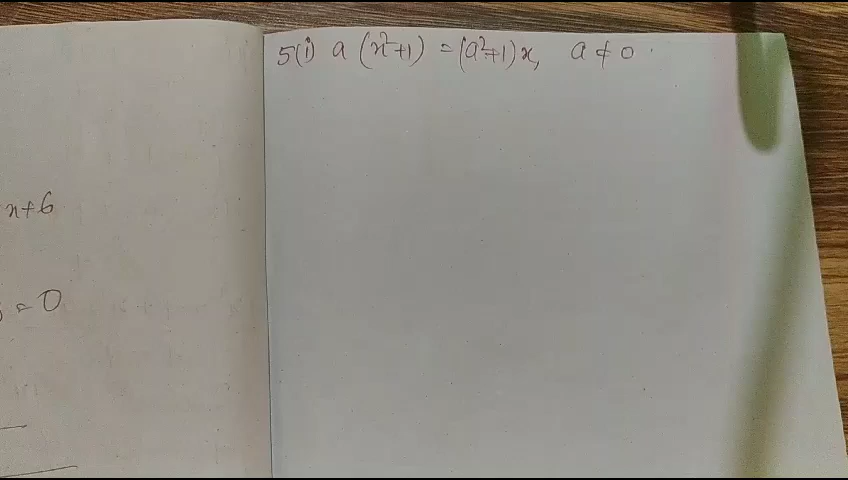 x+6
= 0
5(i) a (x²+1) = (a²+1)x, a ≠ 0.